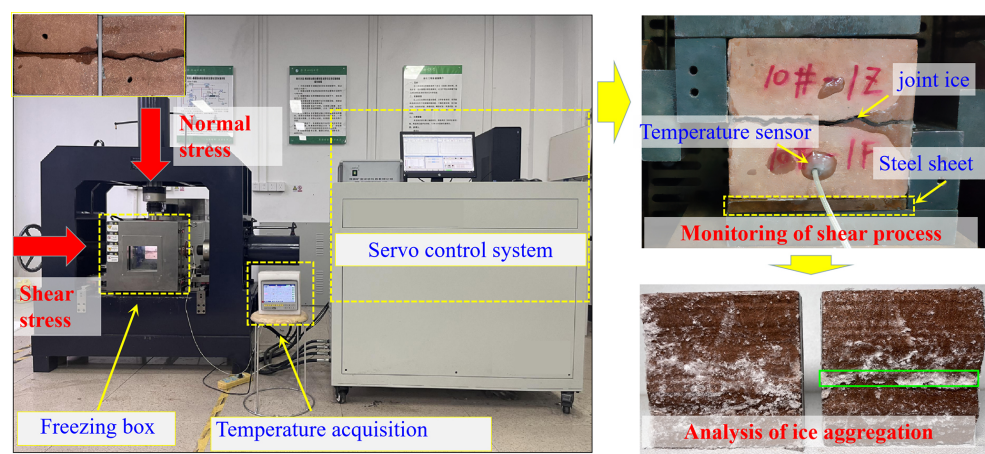 Normal
stress
Shear
stress
Servo control system
Freezing box
Temperature acquisition
10# 1Z
joint ice
Temperature sensor
1F
Steel sheet
Monitoring of shear process
Analysis of ice aggregation